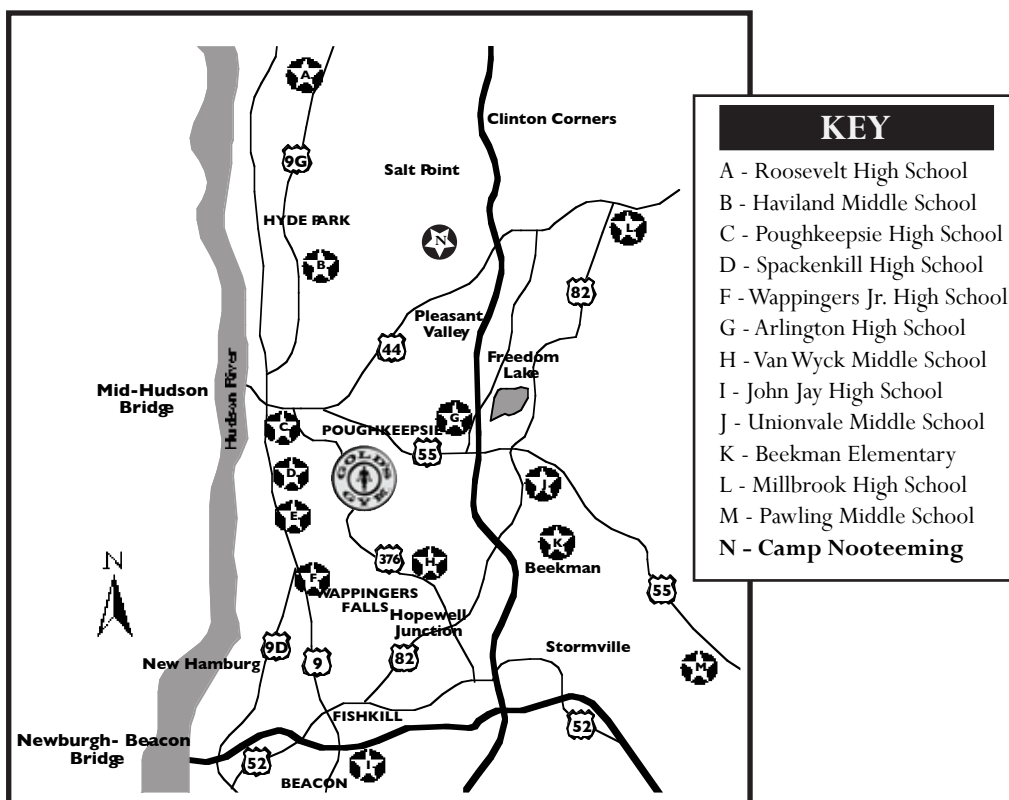 A
Clinton Corners
9G
Salt Point
HYDE PARK
N
L
B
82
Pleasant
Valley
44
Freedom
Lake
Mid-Hudson
Bridge
Hudson River
C
POUGHKEEPSIE
G
55
GOLD'S
GYM
D
J
E
K
Beekman
376
H
N
F
WAPPINGERS
FALLS
Hopewell
Junction
55
9D
9
82
Stormville
New Hamburg
M
FISHKILL
52
Newburgh- Beacon
Bridge
52
I
BEACON
KEY
A - Roosevelt High School
B - Haviland Middle School
C - Poughkeepsie High School
D - Spackenkill High School
F - Wappingers Jr. High School
G - Arlington High School
H - Van Wyck Middle School
I - John Jay High School
J - Unionvale Middle School
K - Beekman Elementary
L - Millbrook High School
M - Pawling Middle School
N - Camp Nooteeming